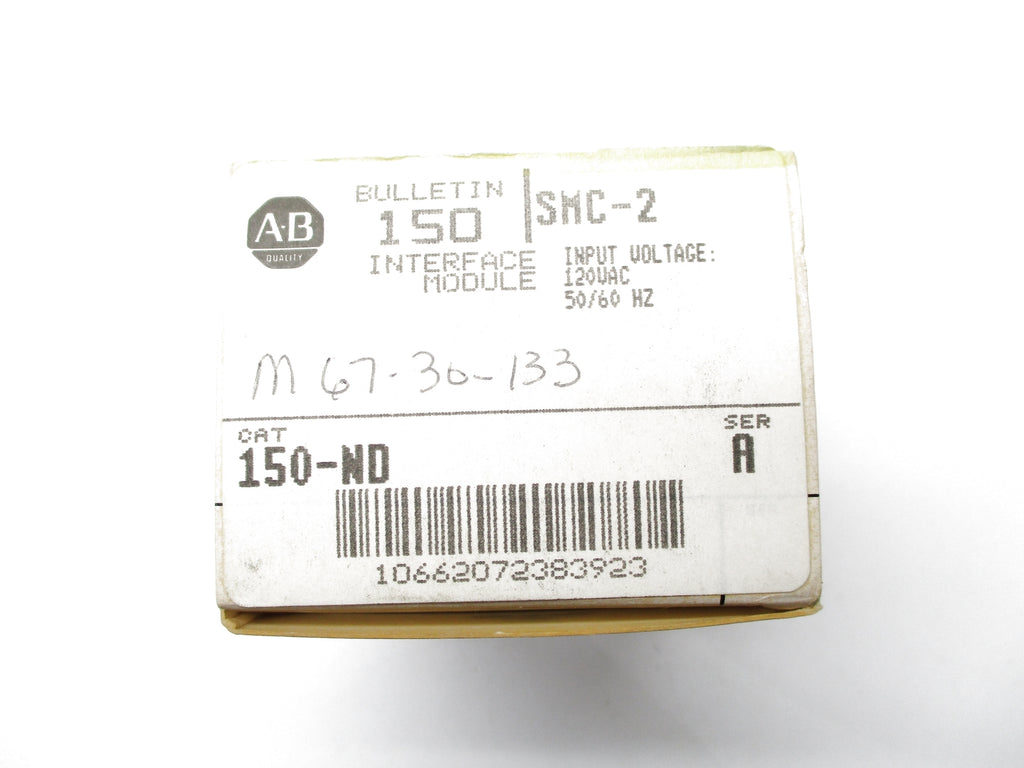 A-B
QUALITY
BULLETIN
150
INTERFACE
MODULE
SMC-2
INPUT VOLTAGE:
120VAC
50/60 HZ
M 67-30-133
CAT
150-ND
SER
A
10662072383923